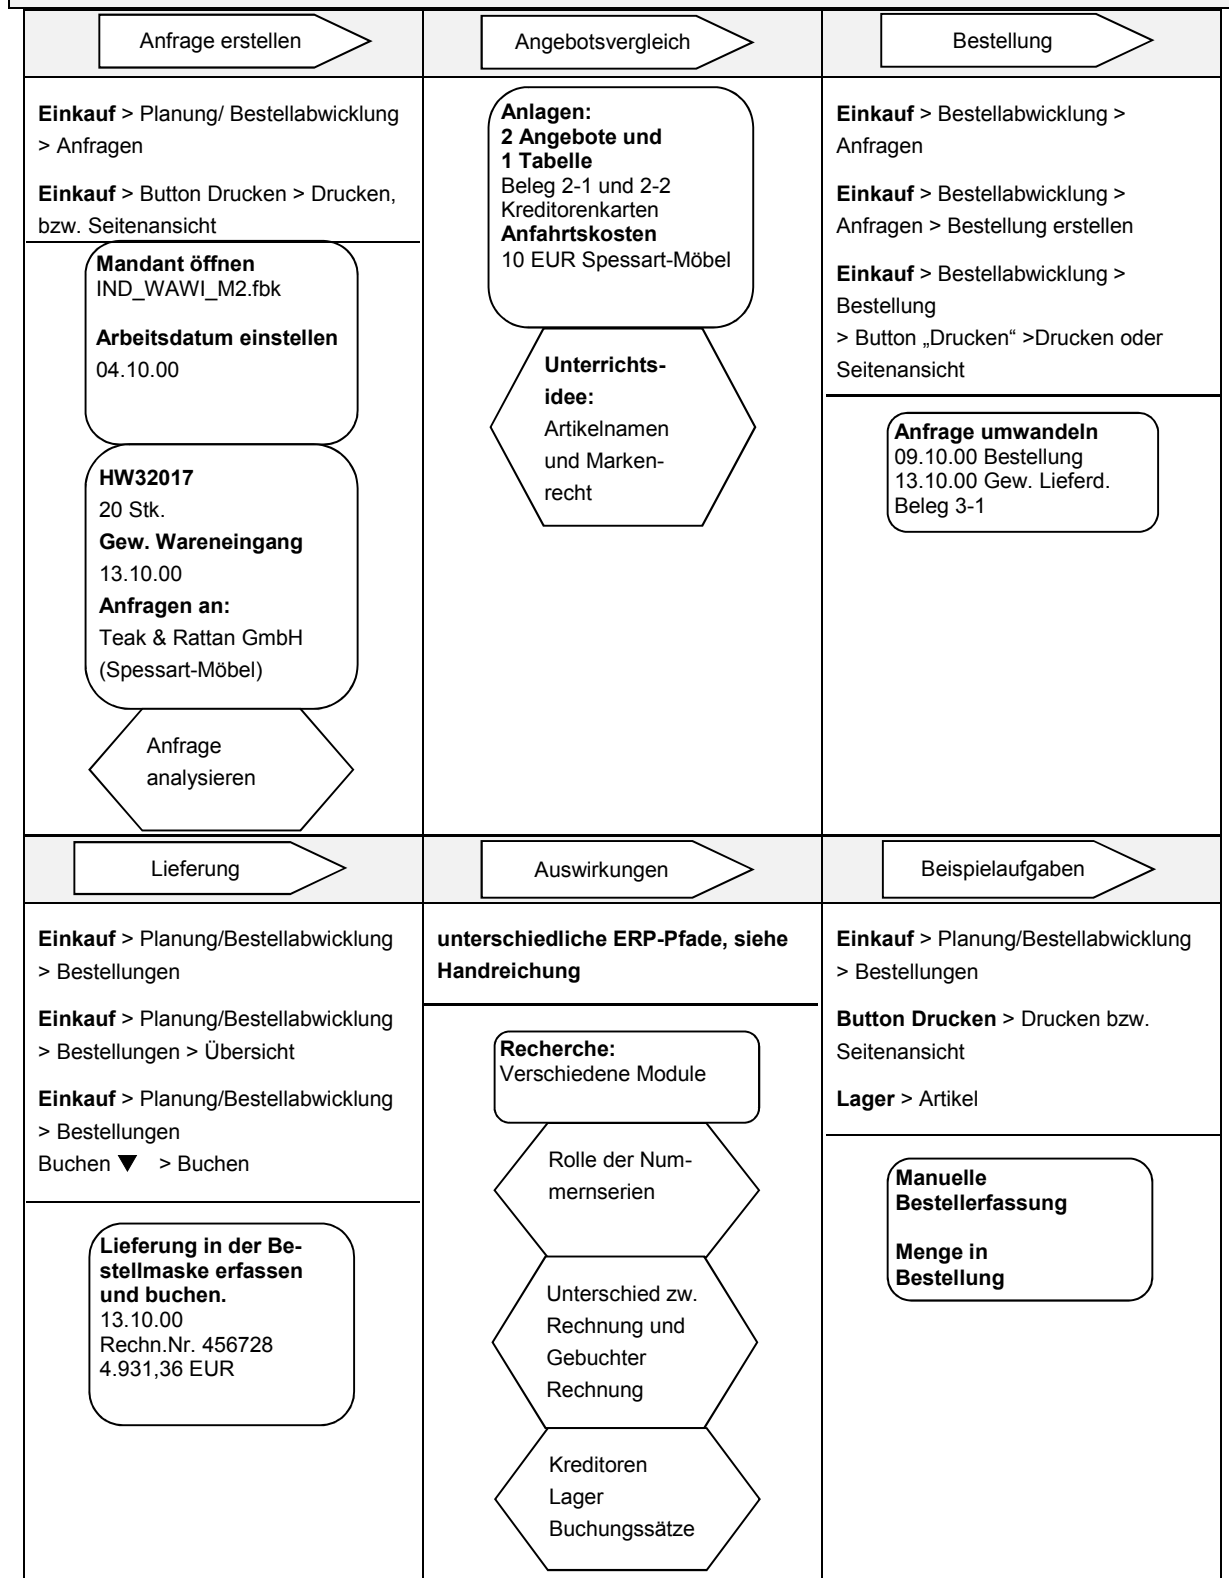 Anfrage erstellen
Einkauf > Planung/ Bestellabwicklung
> Anfragen
Einkauf > Button Drucken > Drucken,
bzw. Seitenansicht
Mandant öffnen
IND_WAWI_M2.fbk
Arbeitsdatum einstellen
04.10.00
HW32017
20 Stk.
Gew. Wareneingang
13.10.00
Anfragen an:
Teak & Rattan GmbH
(Spessart-Möbel)
Anfrage
analysieren
Angebotsvergleich
Anlagen:
2 Angebote und
1 Tabelle
Beleg 2-1 und 2-2
Kreditorenkarten
Anfahrtskosten
10 EUR Spessart-Möbel
Unterrichts-
idee:
Artikelnamen
und Marken-
recht
Bestellung
Einkauf > Bestellabwicklung >
Anfragen
Einkauf > Bestellabwicklung >
Anfragen > Bestellung erstellen
Einkauf > Bestellabwicklung >
Bestellung
> Button „Drucken“ >Drucken oder
Seitenansicht
Anfrage umwandeln
09.10.00 Bestellung
13.10.00 Gew. Lieferd.
Beleg 3-1
Lieferung
Einkauf > Planung/Bestellabwicklung
> Bestellungen
Einkauf > Planung/Bestellabwicklung
> Bestellungen > Übersicht
Einkauf > Planung/Bestellabwicklung
> Bestellungen
Buchen ▼ > Buchen
Lieferung in der Be-
stellmaske erfassen
und buchen.
13.10.00
Rechn.Nr. 456728
4.931,36 EUR
Auswirkungen
unterschiedliche ERP-Pfade, siehe
Handreichung
Recherche:
Verschiedene Module
Rolle der Num-
mernserien
Unterschied zw.
Rechnung und
Gebuchter
Rechnung
Kreditoren
Lager
Buchungssätze
Beispielaufgaben
Einkauf > Planung/Bestellabwicklung
> Bestellungen
Button Drucken > Drucken bzw.
Seitenansicht
Lager > Artikel
Manuelle
Bestellerfassung
Menge in
Bestellung